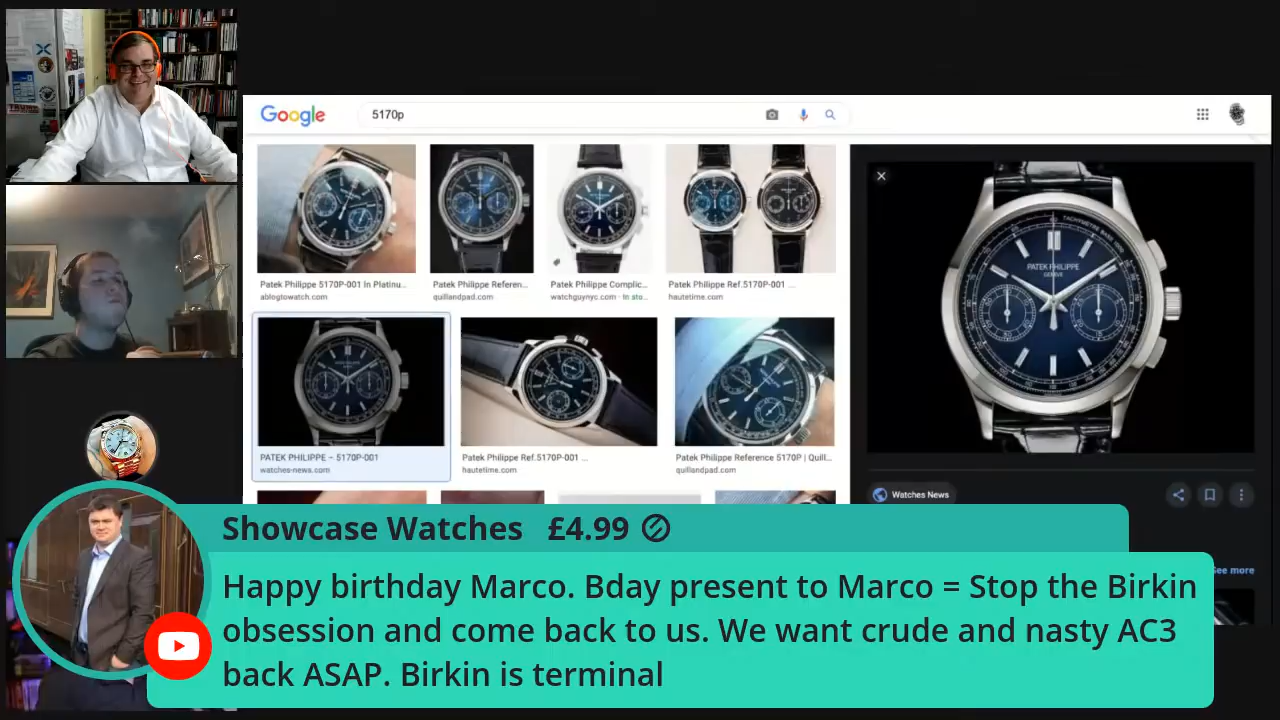 Google
5170p
Patek Philippe 5170P-001 In Platinu...
ablogtowatch.com
Patek Philippe Referen...
quillandpad.com
Patek Philippe Complic...
watchguynyc.com · In sto...
Patek Philippe Ref.5170P-001 ...
hautetime.com
PATEK PHILIPPE – 5170P-001
watches-news.com
Patek Philippe Ref.5170P-001 ...
hautetime.com
Patek Philippe Reference 5170P | Quill...
quillandpad.com
TACHYMETRE BASE 1000
PATEK PHILIPPE
GENEVE
Watches News
See more
Showcase Watches £4.99
Happy birthday Marco. Bday present to Marco = Stop the Birkin
obsession and come back to us. We want crude and nasty AC3
back ASAP. Birkin is terminal